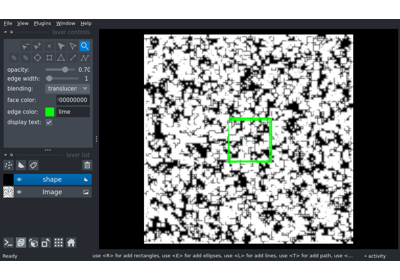 File View Plugins Window Help
layer controls
opacity: 0.70
edge width: 1
blending: translucen
face color: 00000000
edge color: lime
display text:
layer list
shape
Image
Ready
use <R> for add rectangles, use <E> for add ellipses, use <L> for add lines, use <T> for add path, use <...
activity